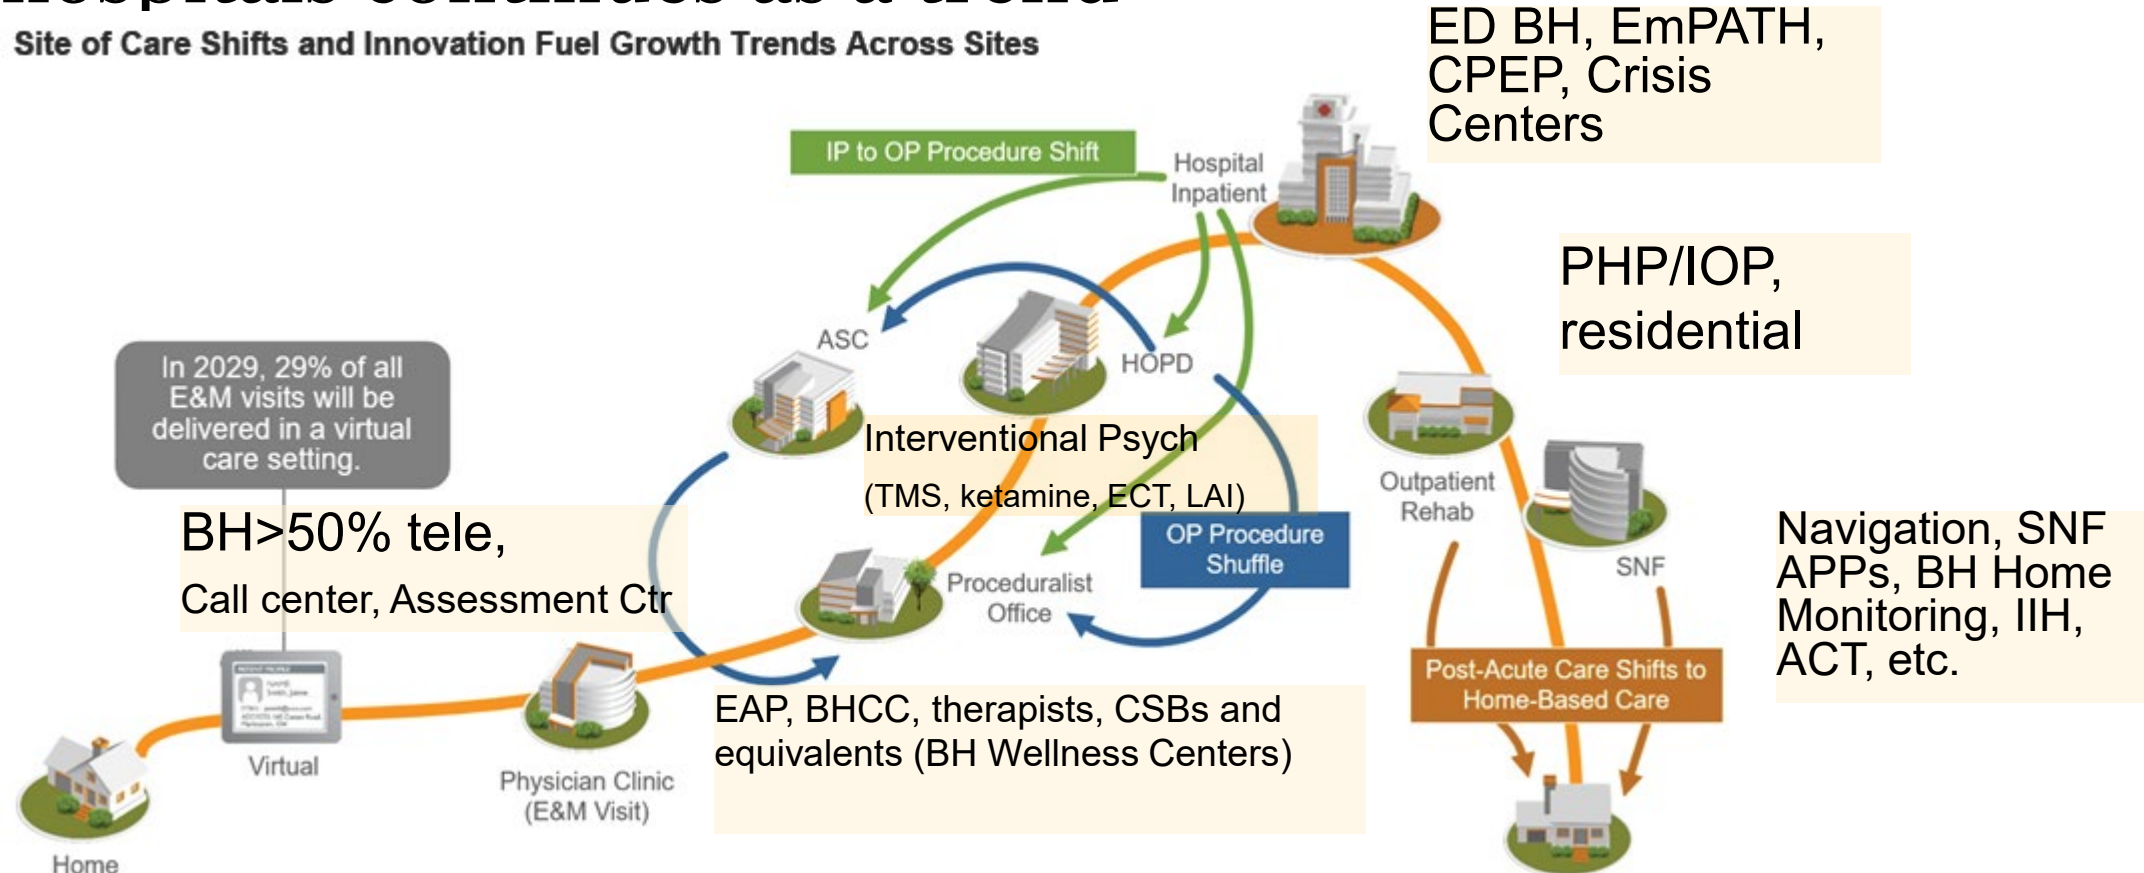 hospitals continues as a trend
Site of Care Shifts and Innovation Fuel Growth Trends Across Sites
ED BH, EmPATH,
CPEP, Crisis
Centers
IP to OP Procedure Shift
Hospital
Inpatient
PHP/IOP,
residential
ASC
HOPD
In 2029, 29% of all
E&M visits will be
delivered in a virtual
care setting.
Interventional Psych
(TMS, ketamine, ECT, LAI)
Outpatient
Rehab
BH>50% tele,
Call center, Assessment Ctr
OP Procedure
Shuffle
SNF
Navigation, SNF
APPs, BH Home
Monitoring, IIH,
ACT, etc.
Proceduralist
Office
Post-Acute Care Shifts to
Home-Based Care
EAP, BHCC, therapists, CSBs and
equivalents (BH Wellness Centers)
Virtual
Physician Clinic
(E&M Visit)
Home